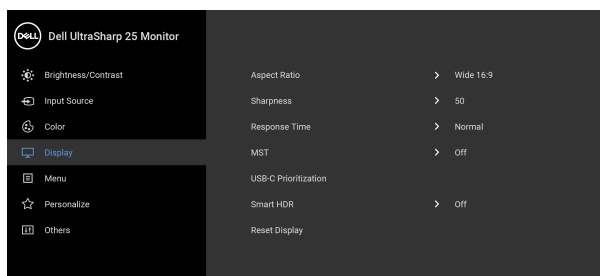 DELL Dell UltraSharp 25 Monitor
Brightness/Contrast
Input Source
Color
Display
Menu
Personalize
Others
Aspect Ratio > Wide 16:9
Sharpness > 50
Response Time > Normal
MST > Off
USB-C Prioritization
Smart HDR > Off
Reset Display